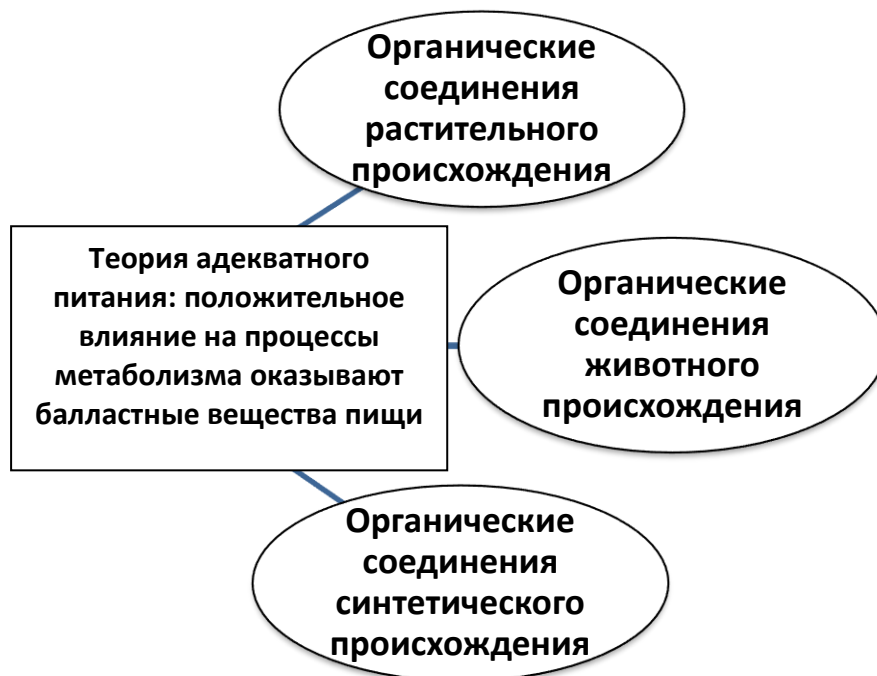 Органические
соединения
растительного
происхождения
Теория адекватного
питания: положительное
влияние на процессы
метаболизма оказывают
балластные вещества пищи
Органические
соединения
животного
происхождения
Органические
соединения
синтетического
происхождения